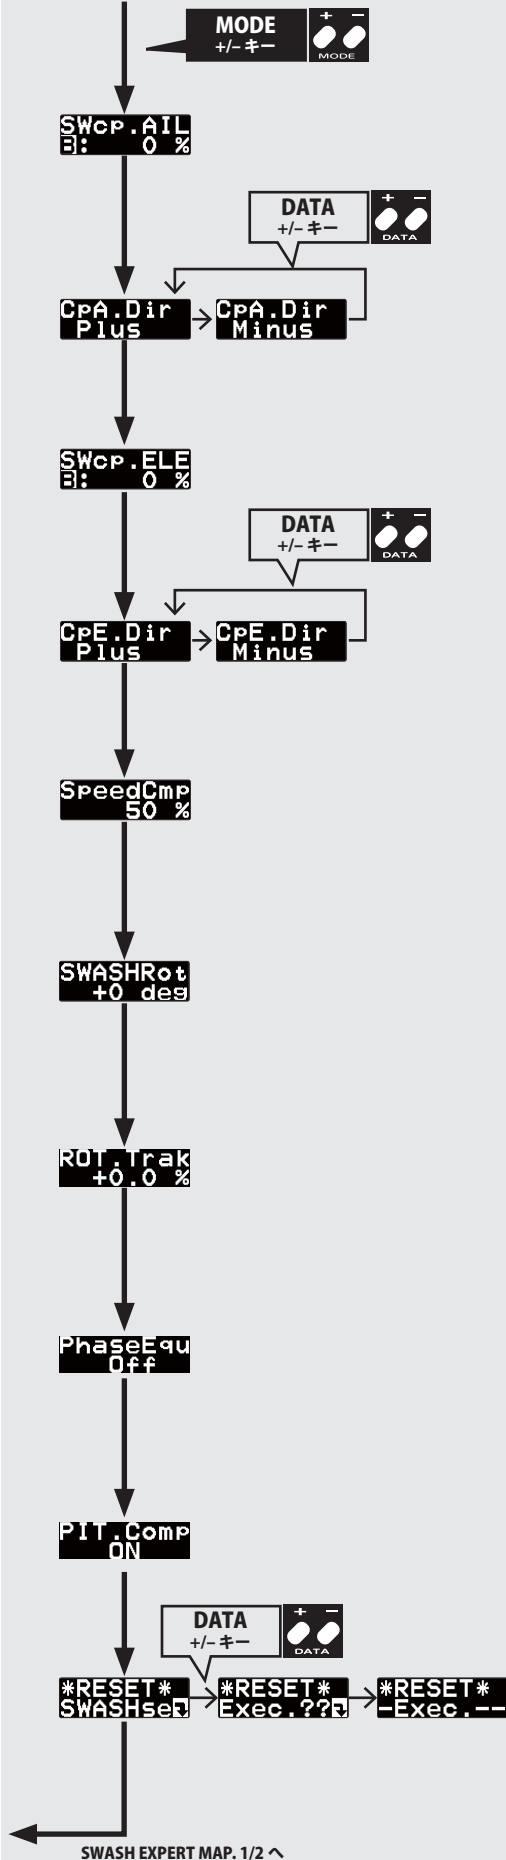 MODE
+/– キー
+ −
MODE
SWcp.AIL
B: 0 %
DATA
+/– キー
+ −
DATA
CpA.Dir
Plus
CpA.Dir
Minus
SWcp.ELE
B: 0 %
DATA
+/– キー
+ −
DATA
CpE.Dir
Plus
CpE.Dir
Minus
SpeedCmp
50 %
SWASHRot
+0 deg
ROT.Trak
+0.0 %
PhaseEqu
Off
PIT.Comp
ON
DATA
+/– キー
+ −
DATA
*RESET*
SWASHse
*RESET*
Exec.??
*RESET*
-Exec.--
SWASH EXPERT MAP. 1/2 へ